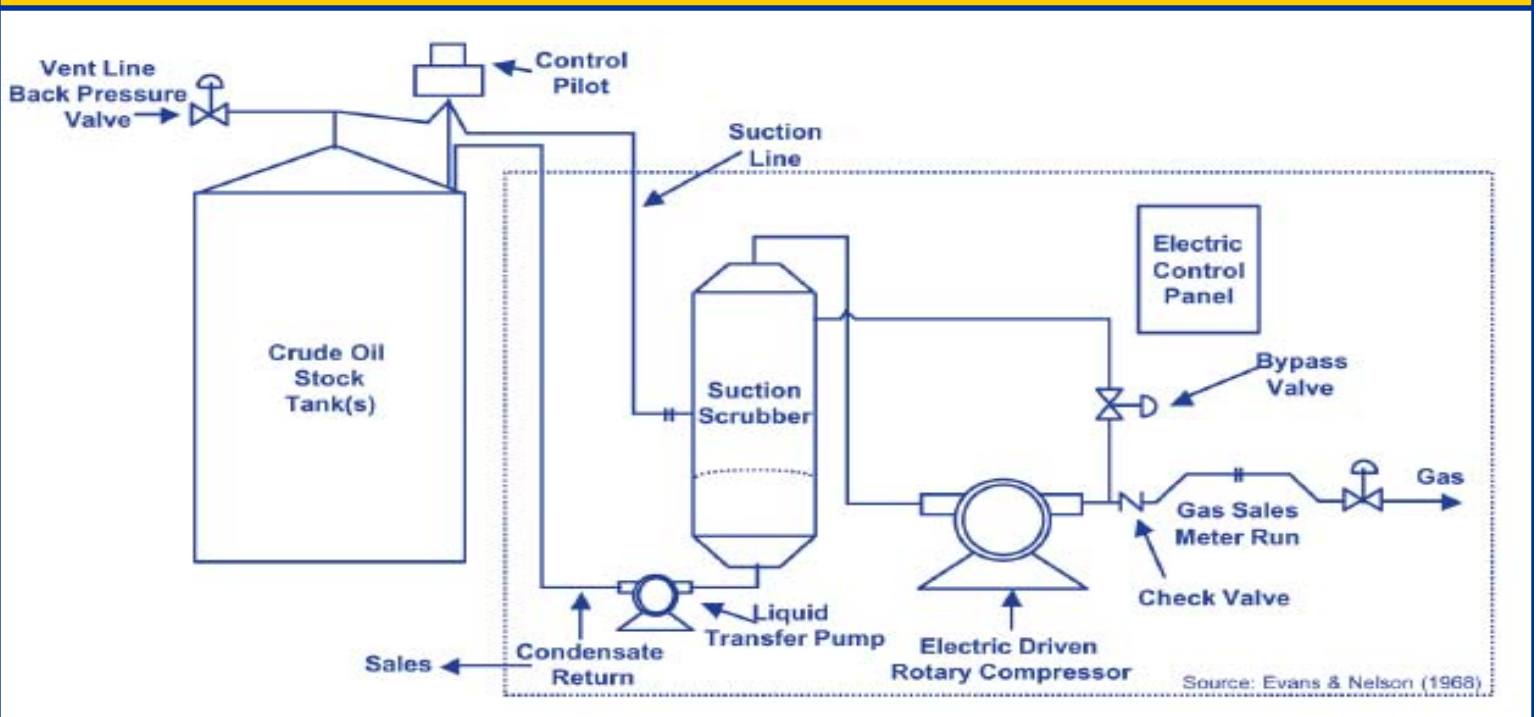 Vent Line
Back Pressure
Valve
Control
Pilot
Suction
Line
Electric
Control
Panel
Crude Oil
Stock
Tank(s)
Suction
Scrubber
Bypass
Valve
Gas
Gas Sales
Meter Run
Check Valve
Liquid
Transfer Pump
Electric Driven
Rotary Compressor
Sales
Condensate
Return
Source: Evans & Nelson (1968)